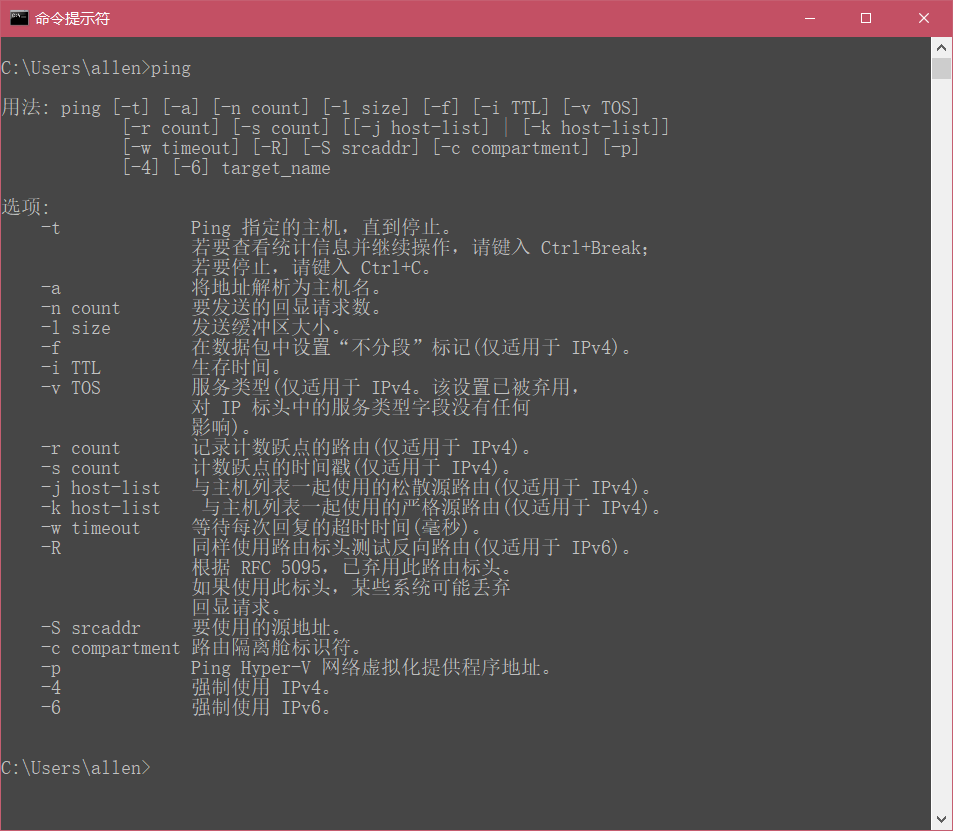 命令提示符
C:\Users\allen>ping
用法: ping [-t] [-a] [-n count] [-l size] [-f] [-i TTL] [-v TOS]
[-r count] [-s count] [[-j host-list] | [-k host-list]]
[-w timeout] [-R] [-S srcaddr] [-c compartment] [-p]
[-4] [-6] target_name
选项:
-t Ping 指定的主机，直到停止。
若要查看统计信息并继续操作，请键入 Ctrl+Break;
若要停止，请键入 Ctrl+C。
-a 将地址解析为主机名。
-n count 要发送的回显请求数。
-l size 发送缓冲区大小。
-f 在数据包中设置“不分段”标记(仅适用于 IPv4)。
-i TTL 生存时间。
-v TOS 服务类型(仅适用于 IPv4。该设置已被弃用，
对 IP 标头中的服务类型字段没有任何
影响)。
-r count 记录计数跃点的路由(仅适用于 IPv4)。
-s count 计数跃点的时间戳(仅适用于 IPv4)。
-j host-list 与主机列表一起使用的松散源路由(仅适用于 IPv4)。
-k host-list 与主机列表一起使用的严格源路由(仅适用于 IPv4)。
-w timeout 等待每次回复的超时时间(毫秒)。
-R 同样使用路由标头测试反向路由(仅适用于 IPv6)。
根据 RFC 5095，已弃用此路由标头。
如果使用此标头，某些系统可能丢弃
回显请求。
-S srcaddr 要使用的源地址。
-c compartment 路由隔离舱标识符。
-p Ping Hyper-V 网络虚拟化提供程序地址。
-4 强制使用 IPv4。
-6 强制使用 IPv6。
C:\Users\allen>